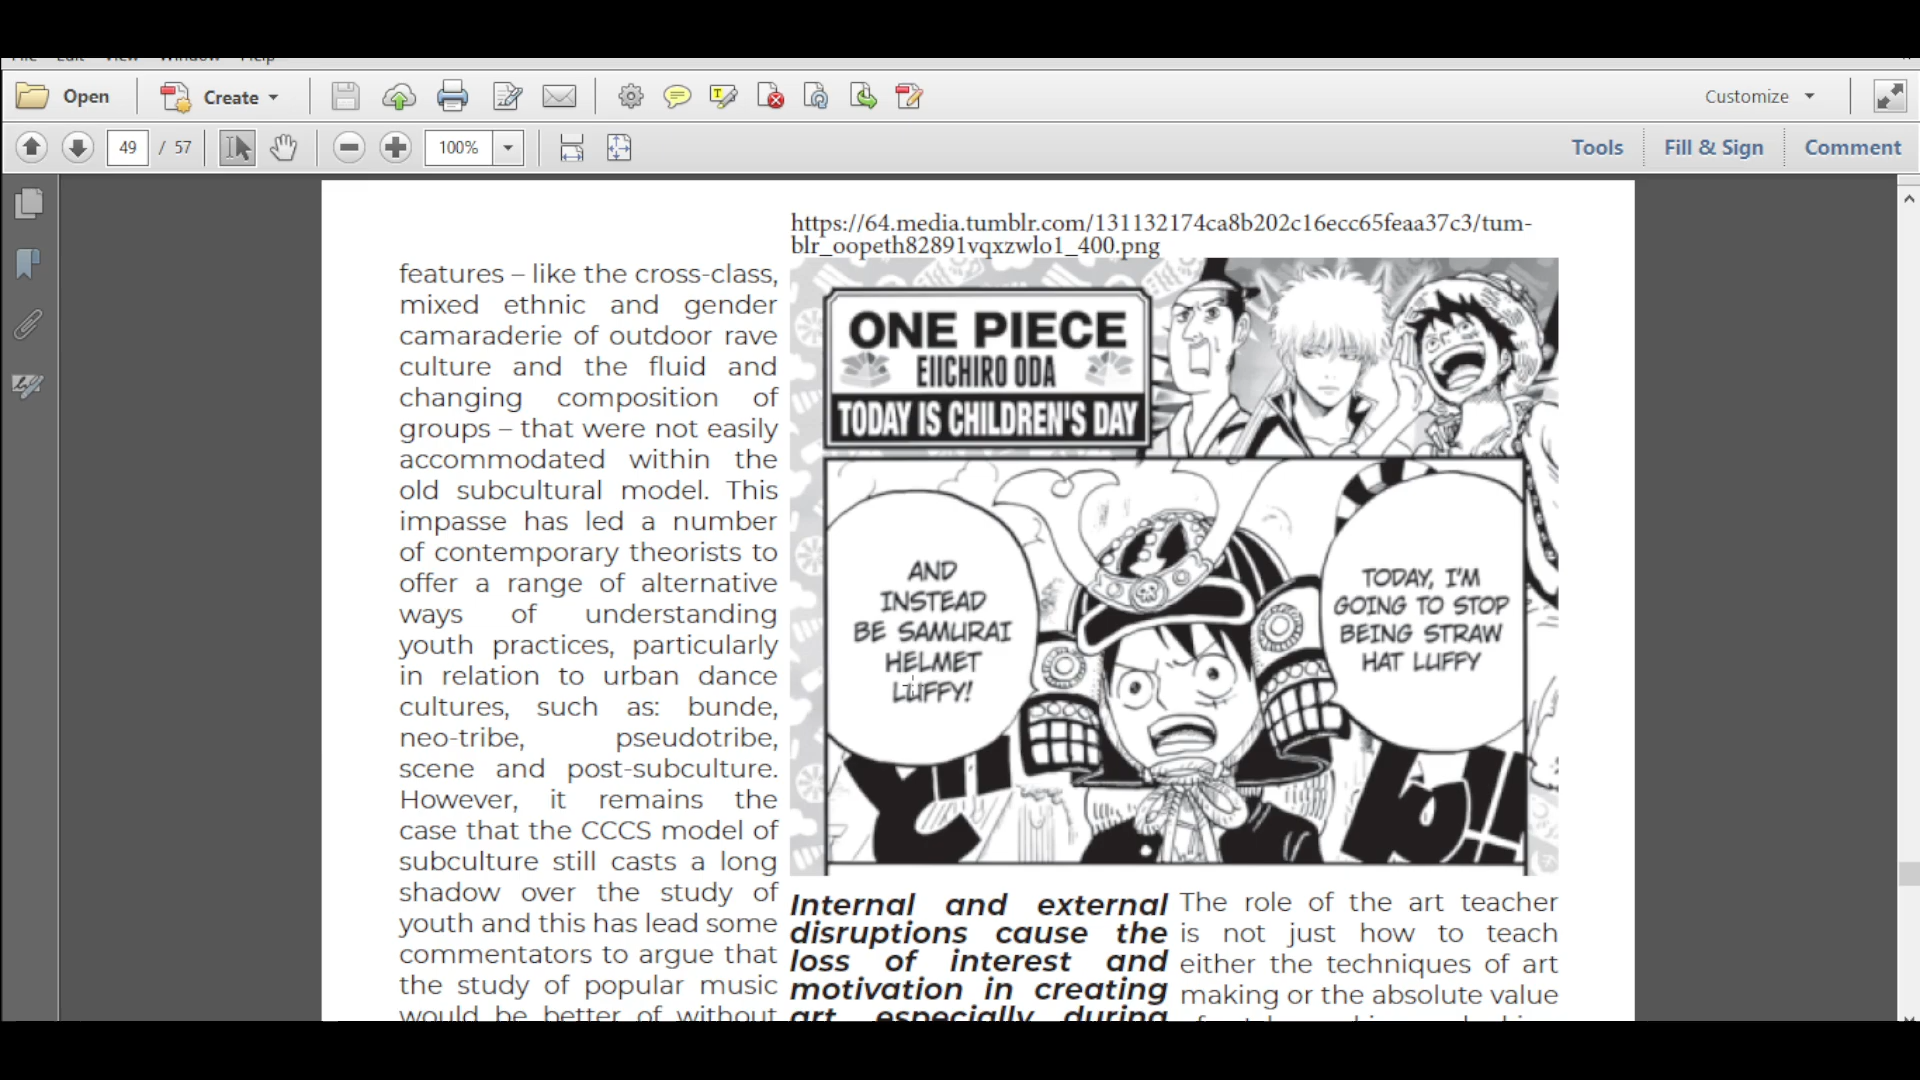 Open
Create
Customize
49 / 57
100%
Tools
Fill & Sign
Comment
https://64.media.tumblr.com/131132174ca8b202c16ecc65feaa37c3/tum-
blr_oopeth82891vqxzwlo1_400.png
features – like the cross-class,
mixed ethnic and gender
camaraderie of outdoor rave
culture and the fluid and
changing composition of
groups – that were not easily
accommodated within the
old subcultural model. This
impasse has led a number
of contemporary theorists to
offer a range of alternative
ways of understanding
youth practices, particularly
in relation to urban dance
cultures, such as: bunde,
neo-tribe, pseudotribe,
scene and post-subculture.
However, it remains the
case that the CCCS model of
subculture still casts a long
shadow over the study of
youth and this has lead some
commentators to argue that
the study of popular music
would be better of without
ONE PIECE
EIICHIRO ODA
TODAY IS CHILDREN'S DAY
TODAY, I'M
GOING TO STOP
BEING STRAW
HAT LUFFY
AND
INSTEAD
BE SAMURAI
HELMET
LUFFY!
Internal and external
disruptions cause the
loss of interest and
motivation in creating
art, especially during
The role of the art teacher
is not just how to teach
either the techniques of art
making or the absolute value